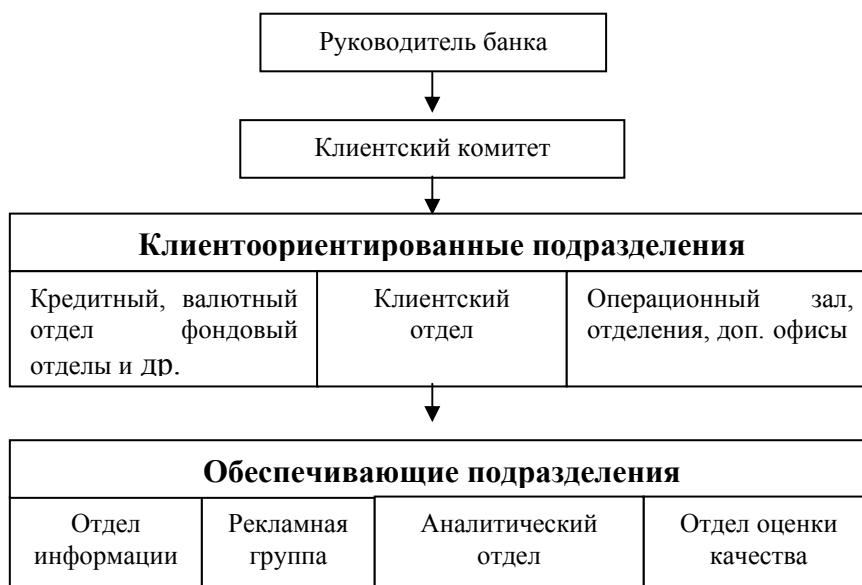 Руководитель банка
Клиентский комитет
Клиентоориентированные подразделения
Кредитный, валютный
отдел фондовый
отделы и др.
Клиентский
отдел
Операционный зал,
отделения, доп. офисы
Обеспечивающие подразделения
Отдел
информации
Рекламная
группа
Аналитический
отдел
Отдел оценки
качества